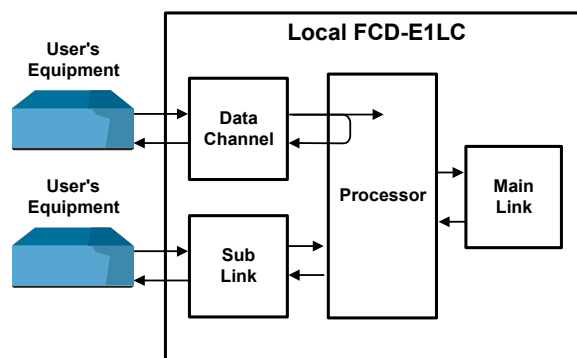 Local FCD-E1LC
User's
Equipment
Data
Channel
User's
Equipment
Sub
Link
Processor
Main
Link